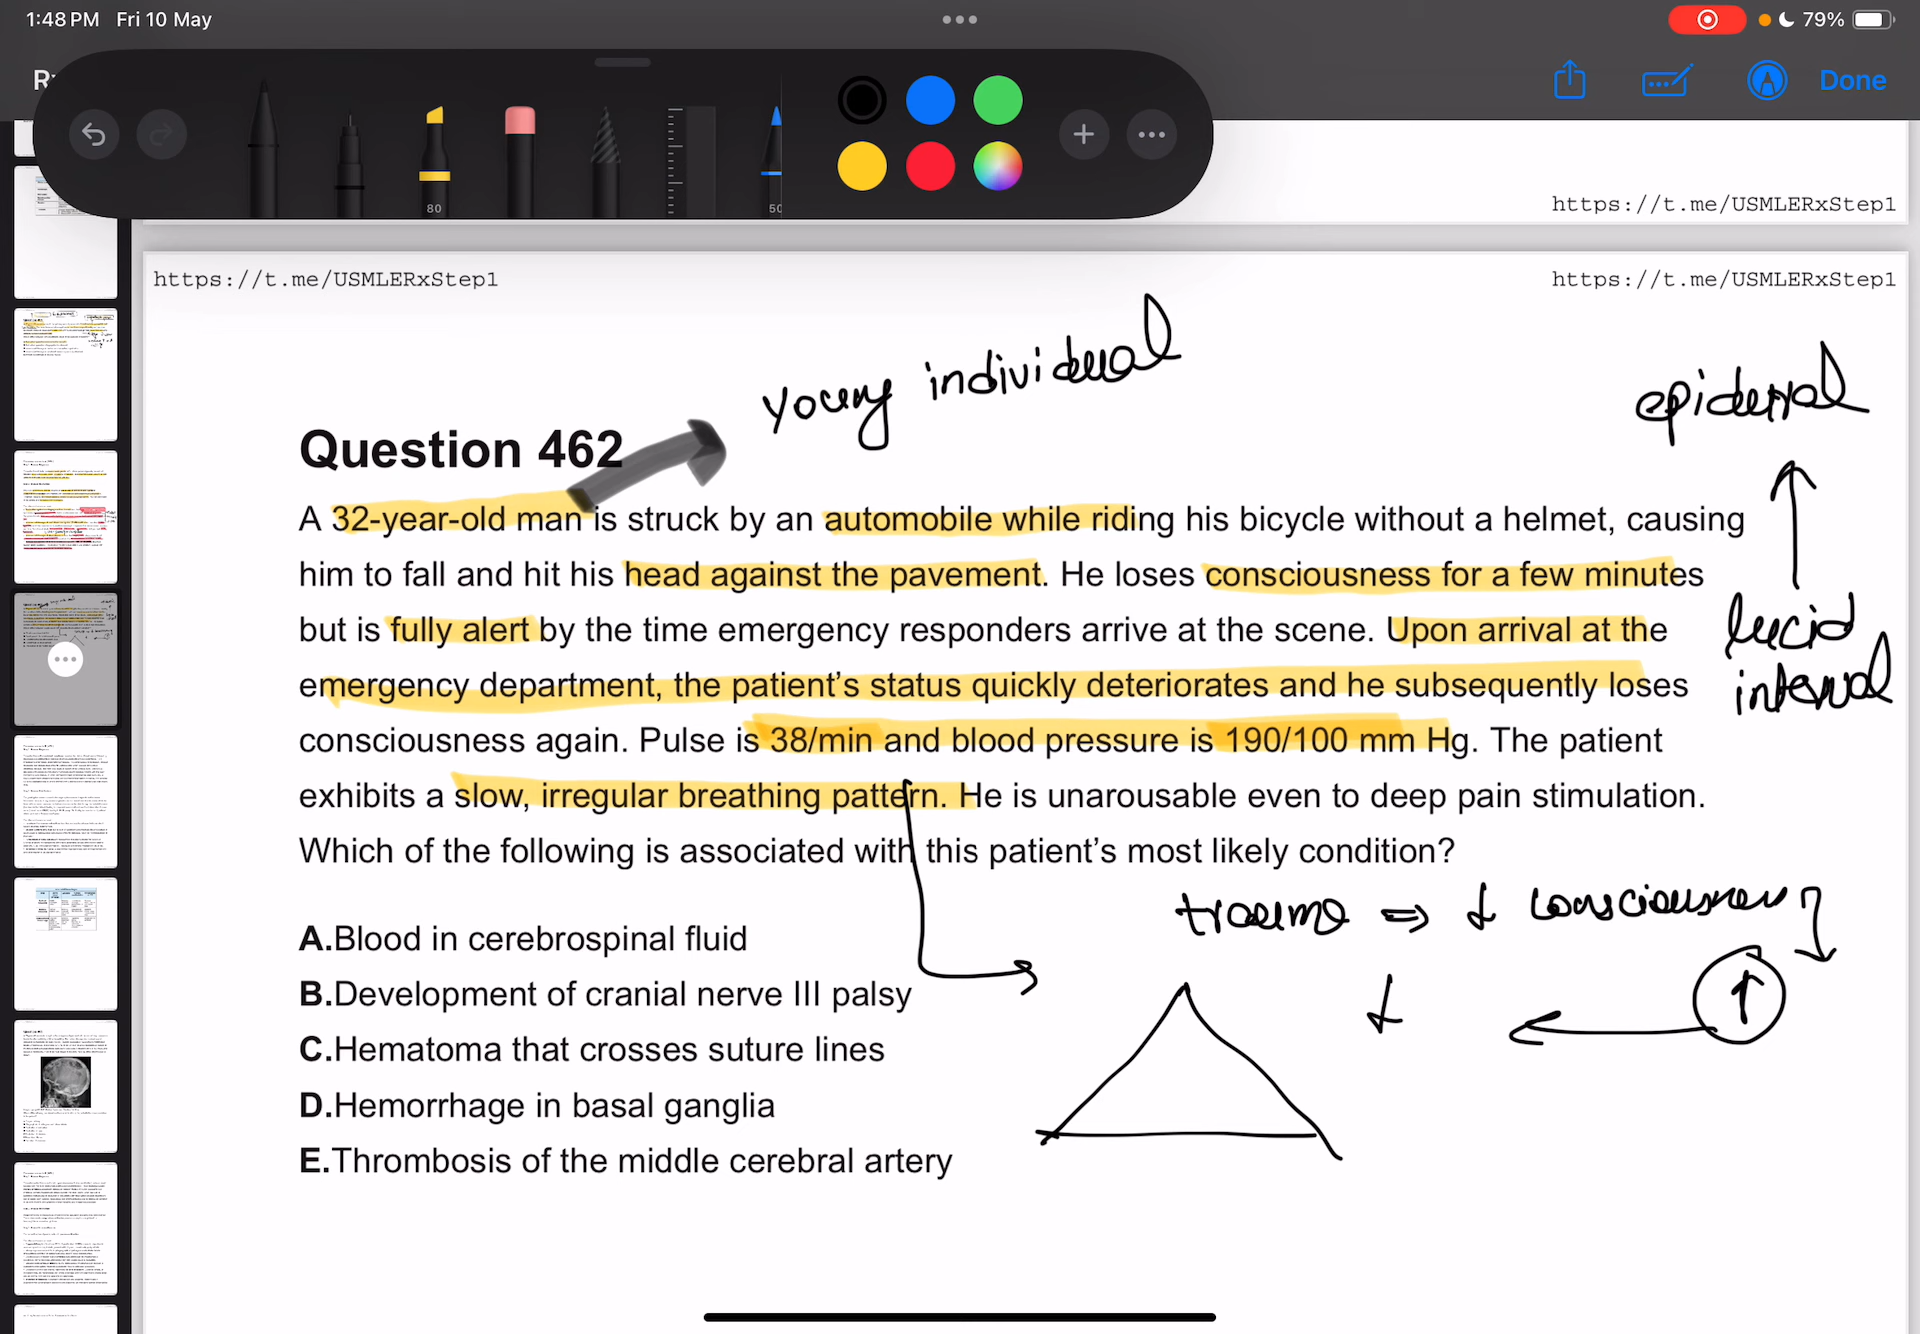 1:48 PM Fri 10 May
79%
Done
80
50
https://t.me/USMLERxStep1
https://t.me/USMLERxStep1
https://t.me/USMLERxStep1
young individual
epidural
Question 462
A 32-year-old man is struck by an automobile while riding his bicycle without a helmet, causing
him to fall and hit his head against the pavement. He loses consciousness for a few minutes
but is fully alert by the time emergency responders arrive at the scene. Upon arrival at the
emergency department, the patient's status quickly deteriorates and he subsequently loses
consciousness again. Pulse is 38/min and blood pressure is 190/100 mm Hg. The patient
exhibits a slow, irregular breathing pattern. He is unarousable even to deep pain stimulation.
Which of the following is associated with this patient's most likely condition?
lucid
interval
trauma ⇒ ↓ consciousness
A.Blood in cerebrospinal fluid
B.Development of cranial nerve III palsy
C.Hematoma that crosses suture lines
D.Hemorrhage in basal ganglia
E.Thrombosis of the middle cerebral artery